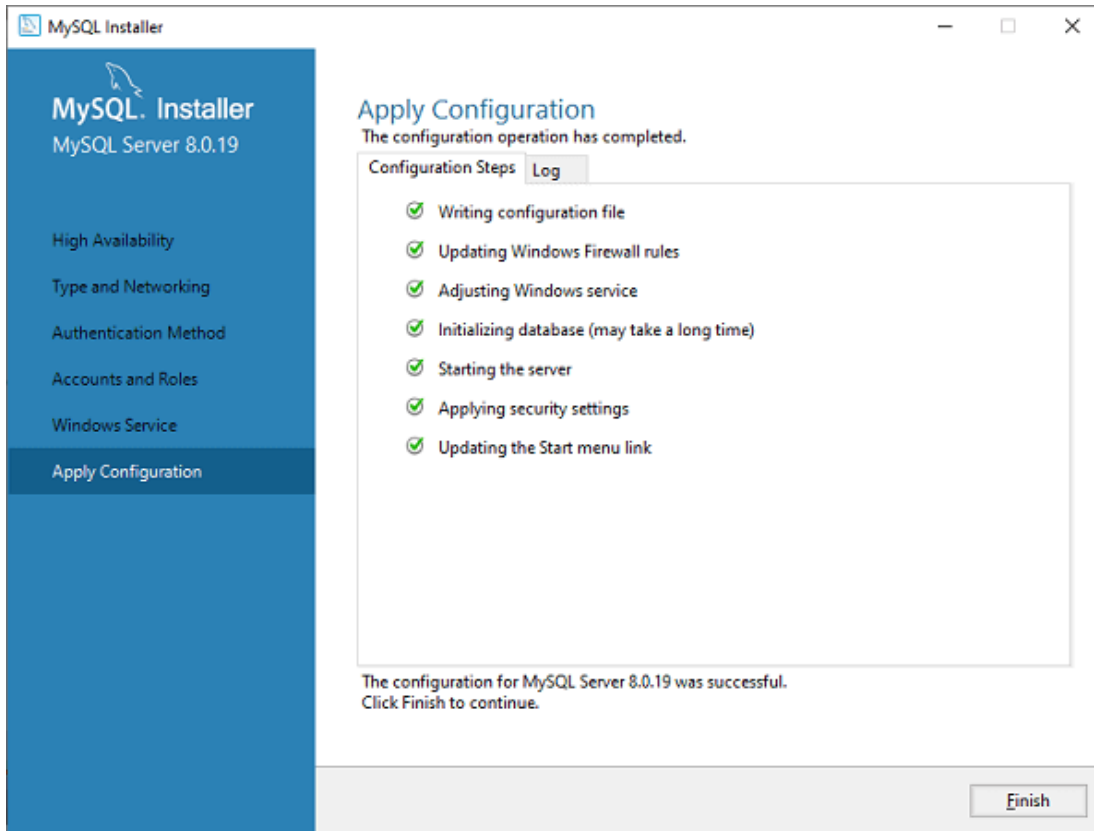 MySQL Installer
MySQL. Installer
MySQL Server 8.0.19
High Availability
Type and Networking
Authentication Method
Accounts and Roles
Windows Service
Apply Configuration
Apply Configuration
The configuration operation has completed.
Configuration Steps Log
Writing configuration file
Updating Windows Firewall rules
Adjusting Windows service
Initializing database (may take a long time)
Starting the server
Applying security settings
Updating the Start menu link
The configuration for MySQL Server 8.0.19 was successful.
Click Finish to continue.
Finish